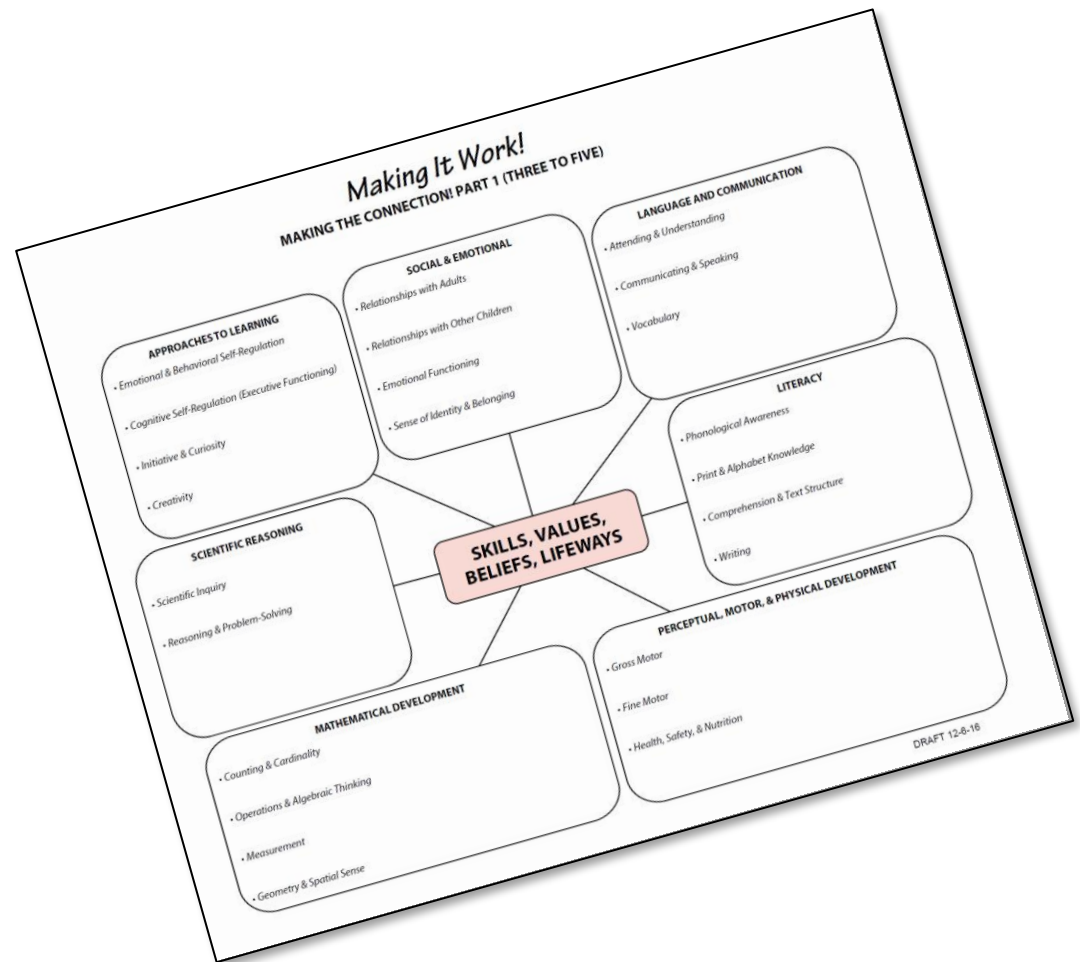 Making It Work!
MAKING THE CONNECTION! PART 1 (THREE TO FIVE)
APPROACHES TO LEARNING
• Emotional & Behavioral Self-Regulation
• Cognitive Self-Regulation (Executive Functioning)
• Initiative & Curiosity
• Creativity
SOCIAL & EMOTIONAL
• Relationships with Adults
• Relationships with Other Children
• Emotional Functioning
• Sense of Identity & Belonging
LANGUAGE AND COMMUNICATION
• Attending & Understanding
• Communicating & Speaking
• Vocabulary
LITERACY
• Phonological Awareness
• Print & Alphabet Knowledge
• Comprehension & Text Structure
• Writing
SKILLS, VALUES,
BELIEFS, LIFEWAYS
SCIENTIFIC REASONING
• Scientific Inquiry
• Reasoning & Problem-Solving
MATHEMATICAL DEVELOPMENT
• Counting & Cardinality
• Operations & Algebraic Thinking
• Measurement
• Geometry & Spatial Sense
PERCEPTUAL, MOTOR, & PHYSICAL DEVELOPMENT
• Gross Motor
• Fine Motor
• Health, Safety, & Nutrition
DRAFT 12-6-16